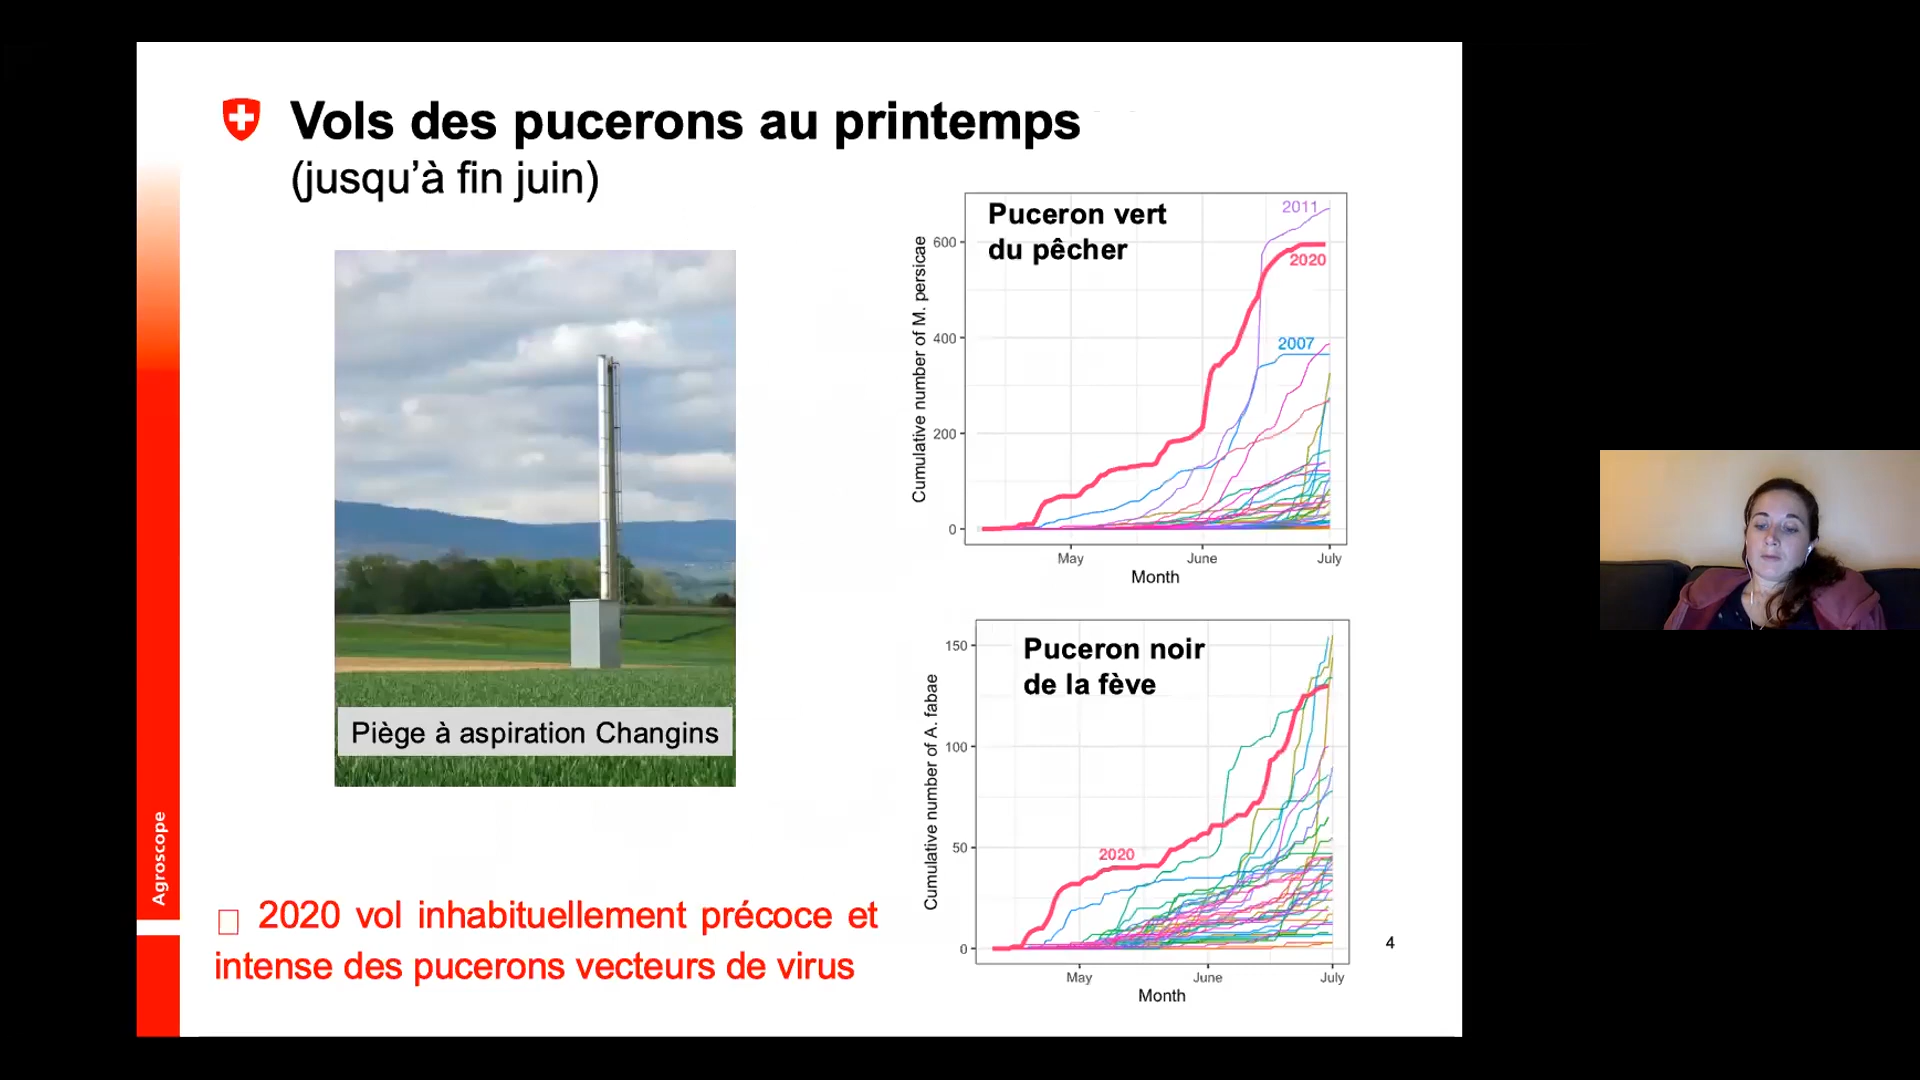 Vols des pucerons au printemps
(jusqu’à fin juin)
Piège à aspiration Changins
Agroscope
2020 vol inhabituellement précoce et
intense des pucerons vecteurs de virus
Puceron vert
du pêcher
2011
2020
2007
Cumulative number of M. persicae
600
400
200
0
May June July
Month
Puceron noir
de la fève
2020
Cumulative number of A. fabae
150
100
50
0
May June July
Month
4